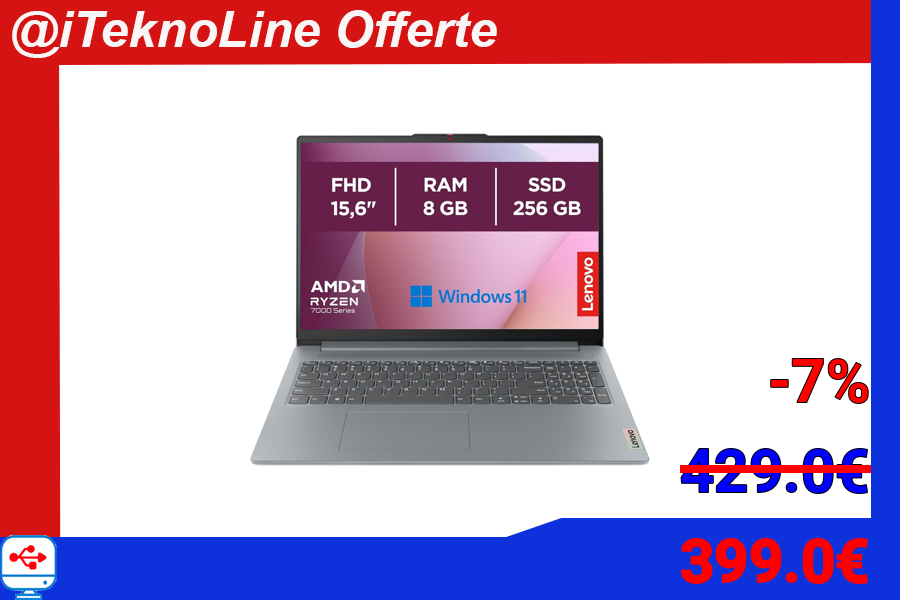 @iTeknoLine Offerte
FHD
15,6"
RAM
8 GB
SSD
256 GB
AMD
RYZEN
7000 Series
Windows 11
Lenovo
Lenovo
-7%
429.0€
399.0€